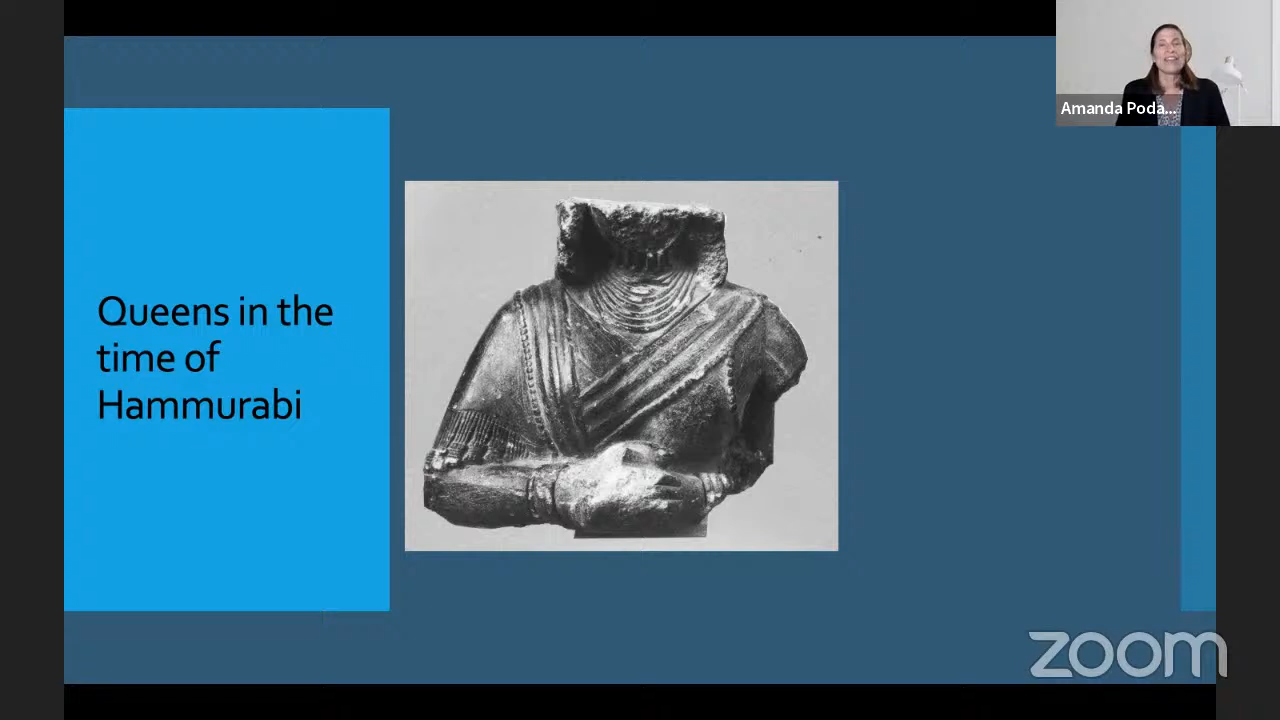 Queens in the
time of
Hammurabi
Amanda Poda...
zoom